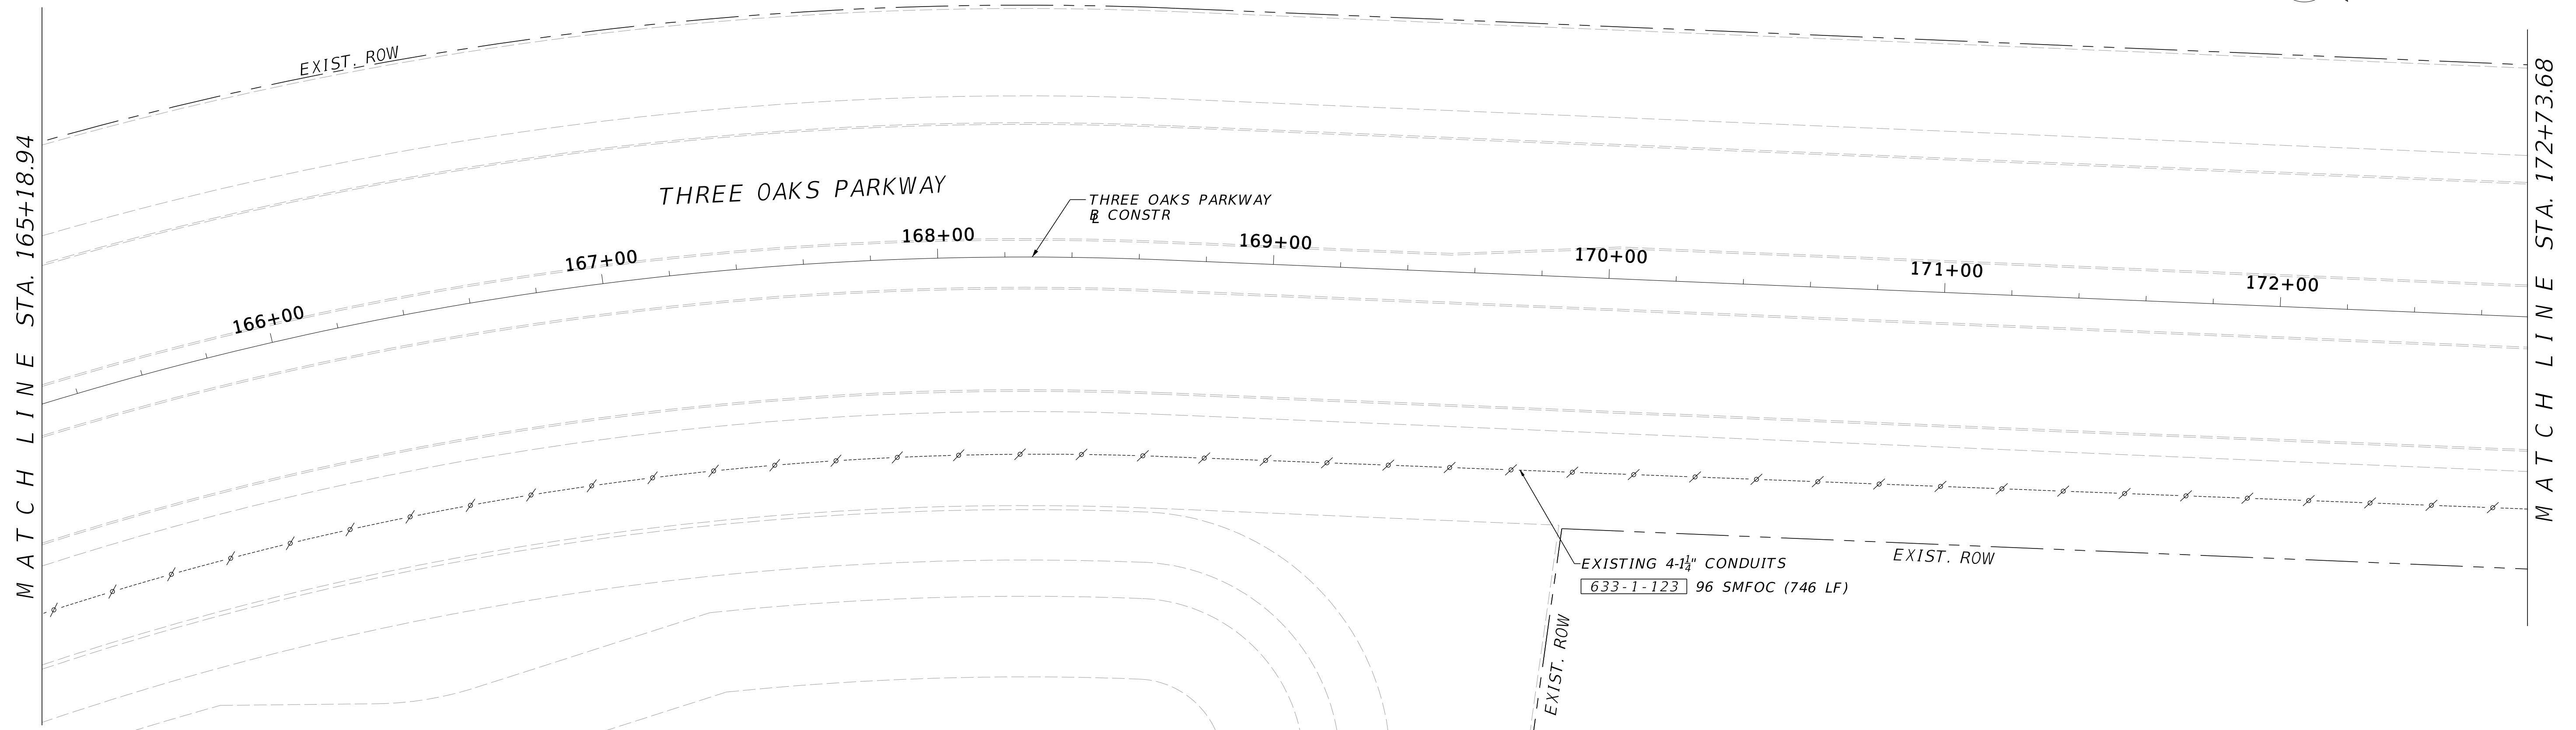 MATCH LINE STA. 165+18.94
EXIST. ROW
THREE OAKS PARKWAY
THREE OAKS PARKWAY
℄ CONSTR
166+00
167+00
168+00
169+00
170+00
171+00
172+00
EXISTING 4-1¼" CONDUITS
633-1-123 96 SMFOC (746 LF)
EXIST. ROW
EXIST. ROW
MATCH LINE STA. 172+73.68